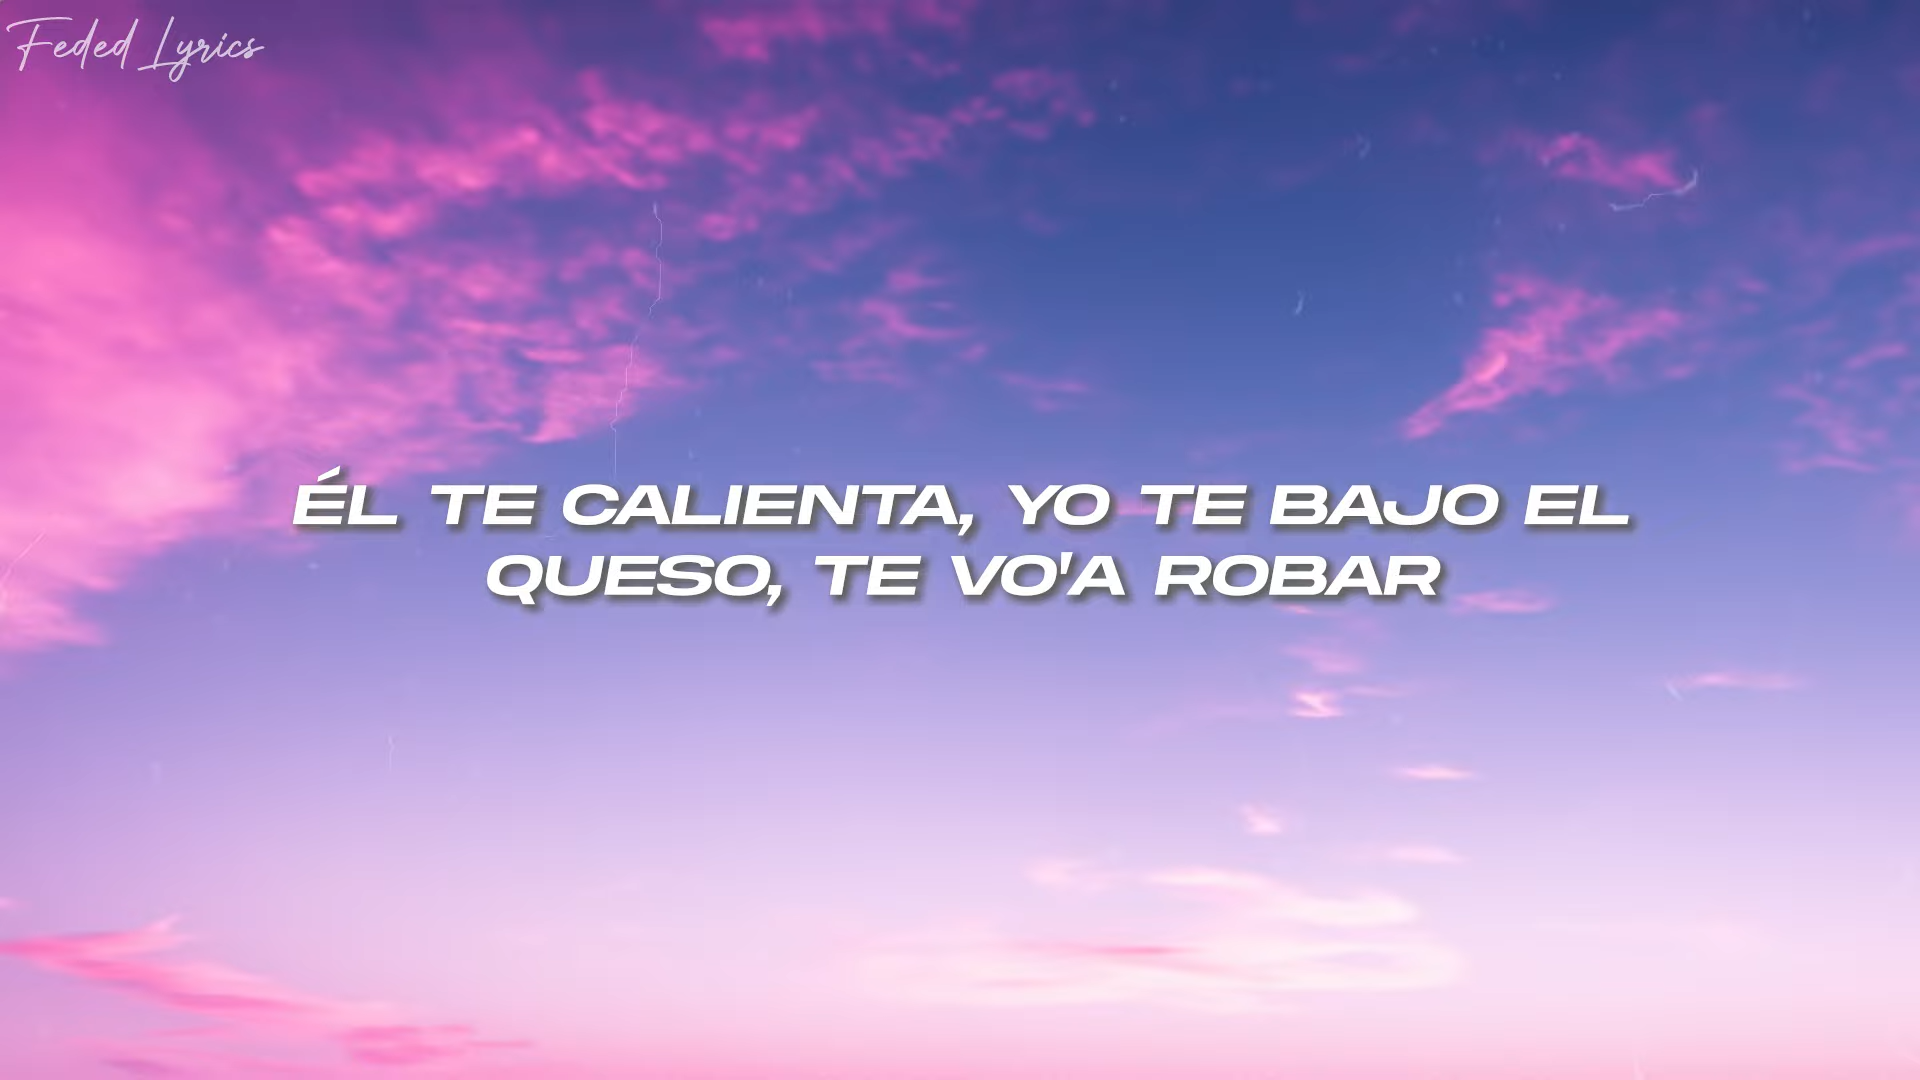 Feded Lyrics
ÉL TE CALIENTA, YO TE BAJO EL
QUESO, TE VO'A ROBAR